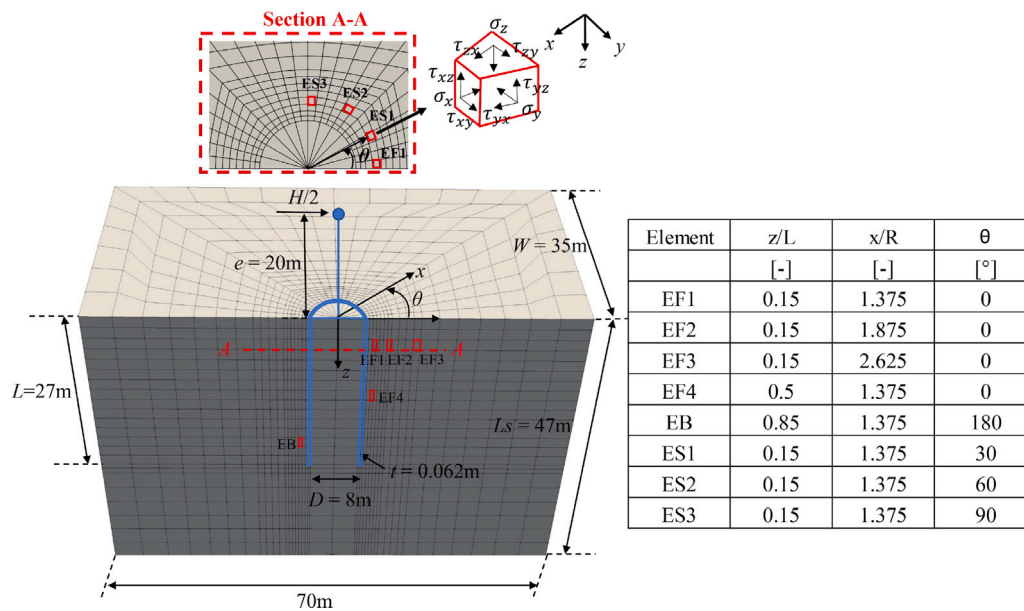 Section A-A
ES3
ES2
ES1
EF1
θ
σz
τzx
τzy
τxz
τyz
σx
σy
τxy
τyx
x
y
z
H/2
e = 20m
W = 35m
x
θ
A
A
EF1 EF2 EF3
z
L=27m
EF4
Ls = 47m
EB
t = 0.062m
D = 8m
70m
Element z/L x/R θ
[-] [-] [°]
EF1 0.15 1.375 0
EF2 0.15 1.875 0
EF3 0.15 2.625 0
EF4 0.5 1.375 0
EB 0.85 1.375 180
ES1 0.15 1.375 30
ES2 0.15 1.375 60
ES3 0.15 1.375 90